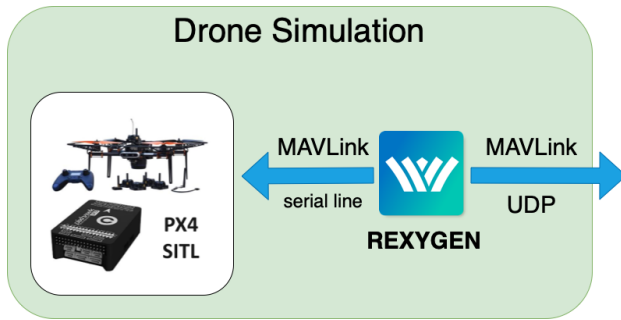 Drone Simulation
MAVLink
serial line
PX4
SITL
REXYGEN
MAVLink
UDP